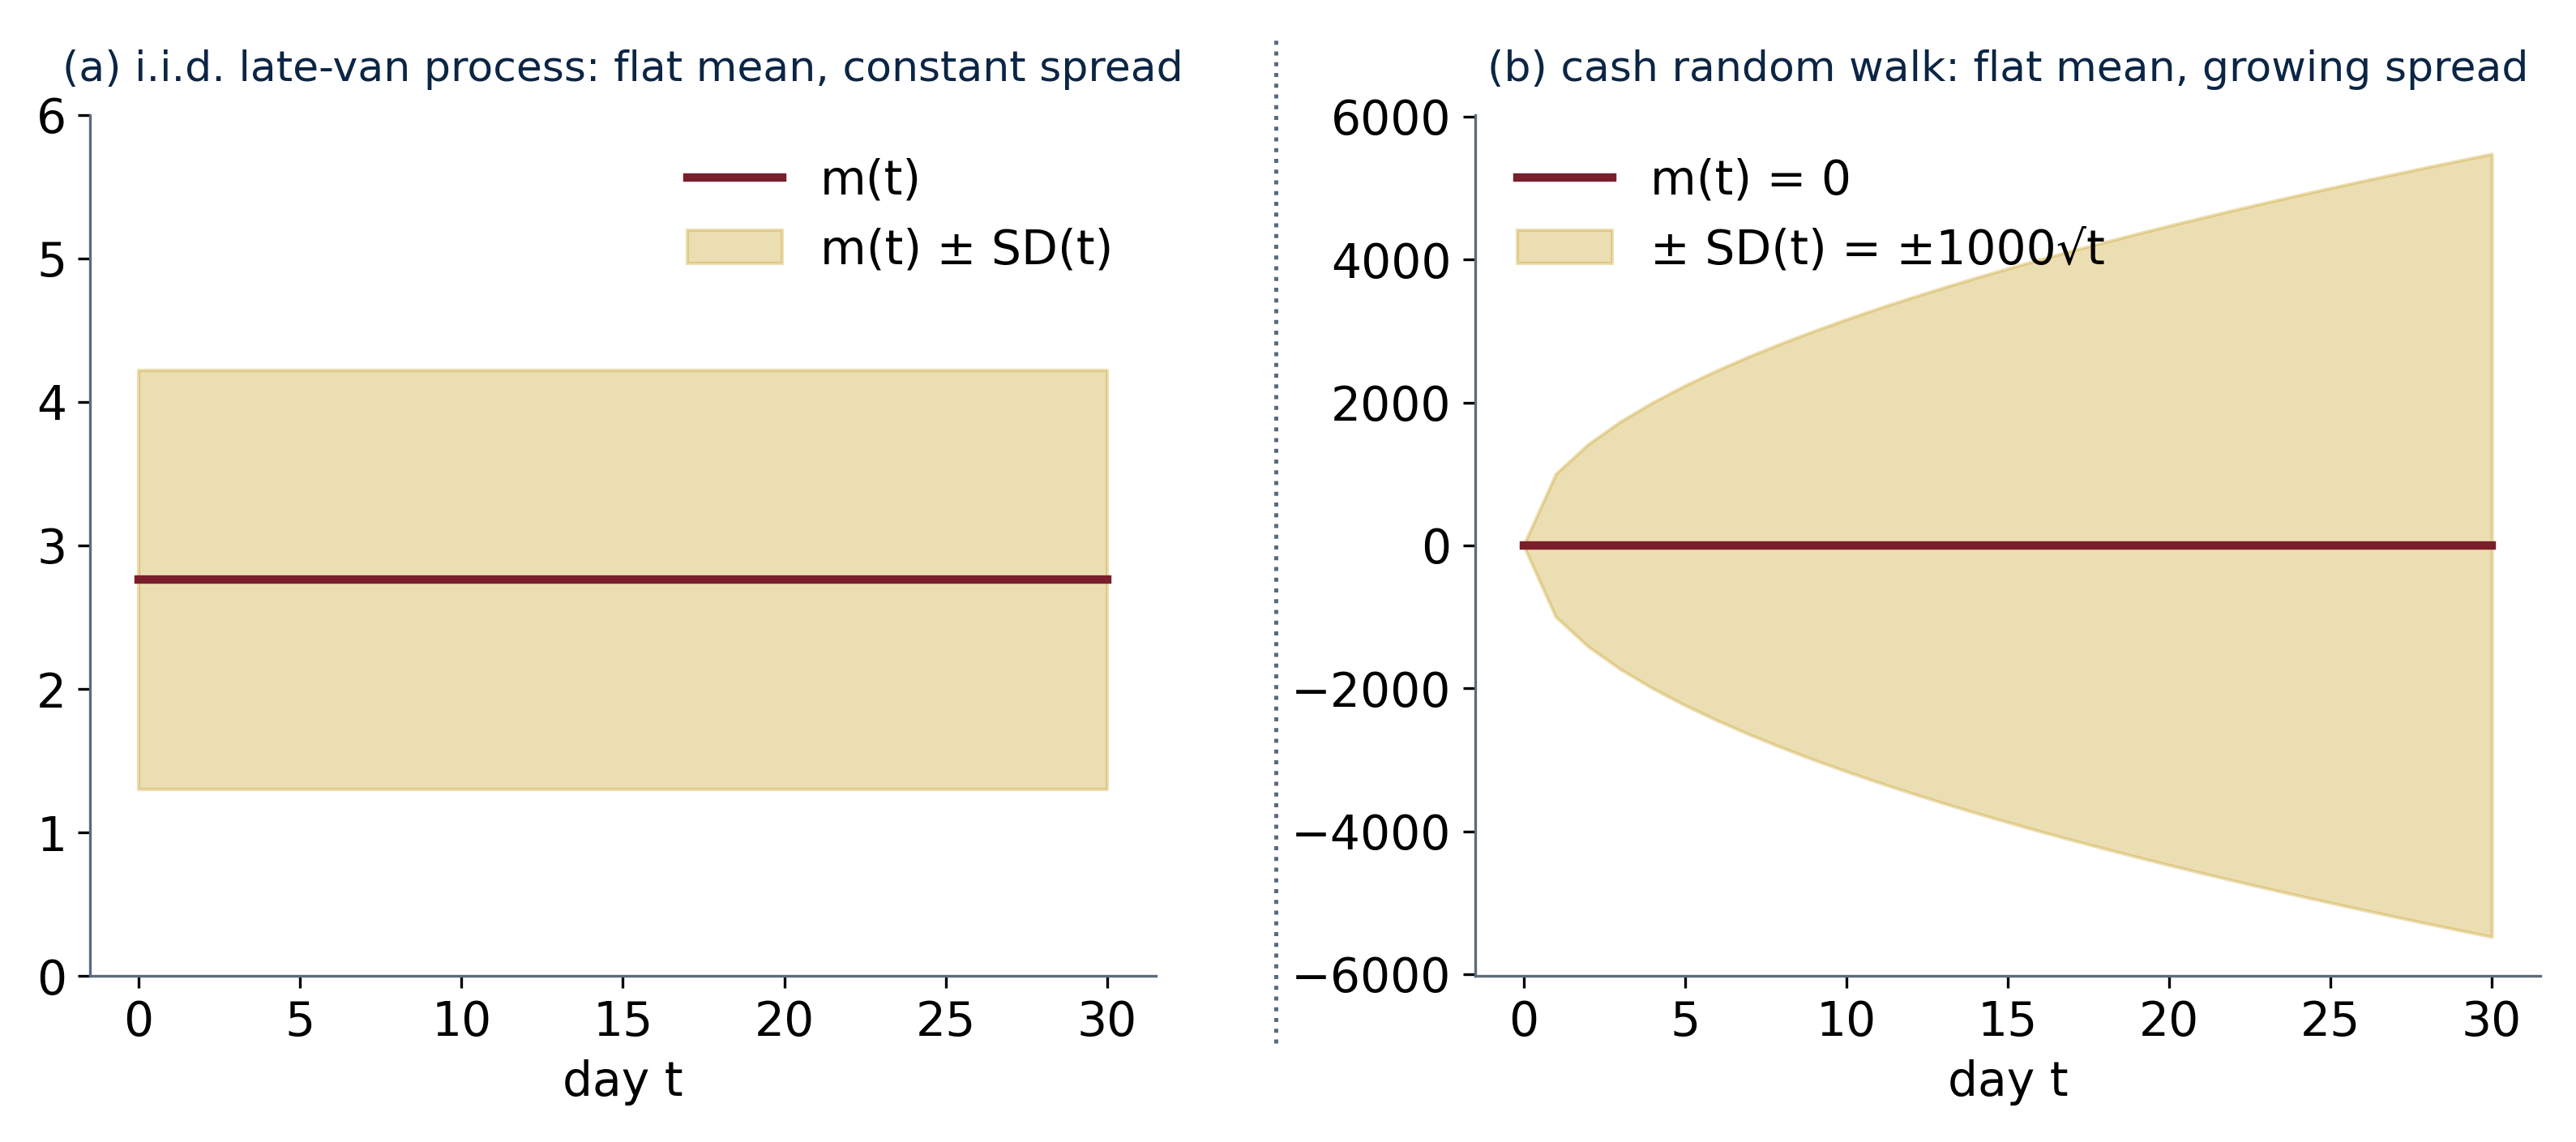 (a) i.i.d. late-van process: flat mean, constant spread
6
5
4
3
2
1
0
m(t)
m(t) ± SD(t)
0 5 10 15 20 25 30
day t
(b) cash random walk: flat mean, growing spread
6000
4000
2000
0
−2000
−4000
−6000
m(t) = 0
± SD(t) = ±1000√t
0 5 10 15 20 25 30
day t